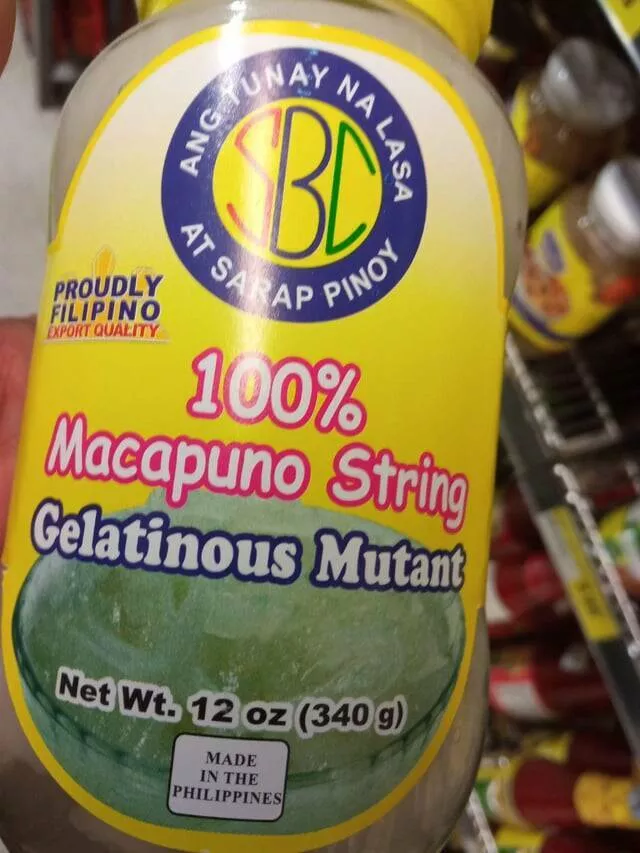 ANG TUNAY NA LASA
AT SARAP PINOY
SBC
PROUDLY
FILIPINO
EXPORT QUALITY
100%
Macapuno String
Gelatinous Mutant
Net Wt. 12 oz (340 g)
MADE
IN THE
PHILIPPINES